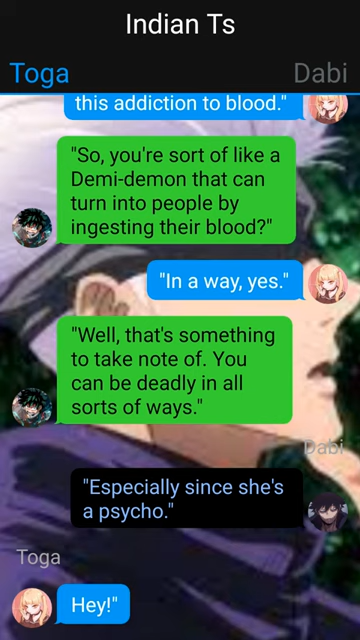 Indian Ts
Toga
Dabi
this addiction to blood."
"So, you're sort of like a
Demi-demon that can
turn into people by
ingesting their blood?"
"In a way, yes."
"Well, that's something
to take note of. You
can be deadly in all
sorts of ways."
Dabi
"Especially since she's
a psycho."
Toga
Hey!"